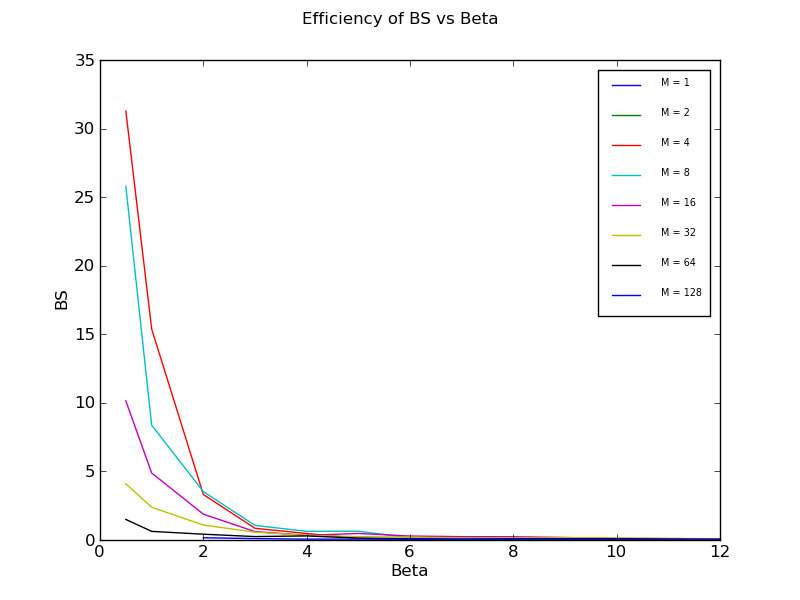 Efficiency of BS vs Beta
35
30
25
20
15
10
5
0
BS
0 2 4 6 8 10 12
Beta
M = 1
M = 2
M = 4
M = 8
M = 16
M = 32
M = 64
M = 128